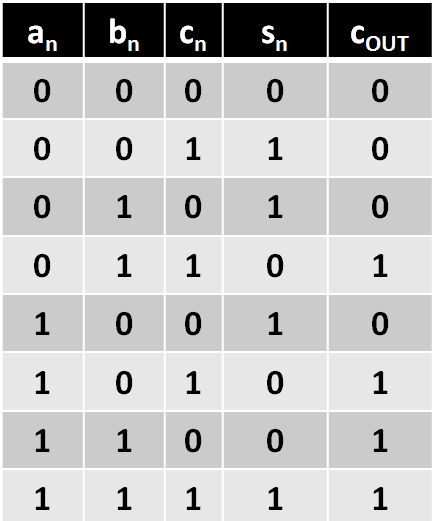 an bn cn sn cOUT
0 0 0 0 0
0 0 1 1 0
0 1 0 1 0
0 1 1 0 1
1 0 0 1 0
1 0 1 0 1
1 1 0 0 1
1 1 1 1 1